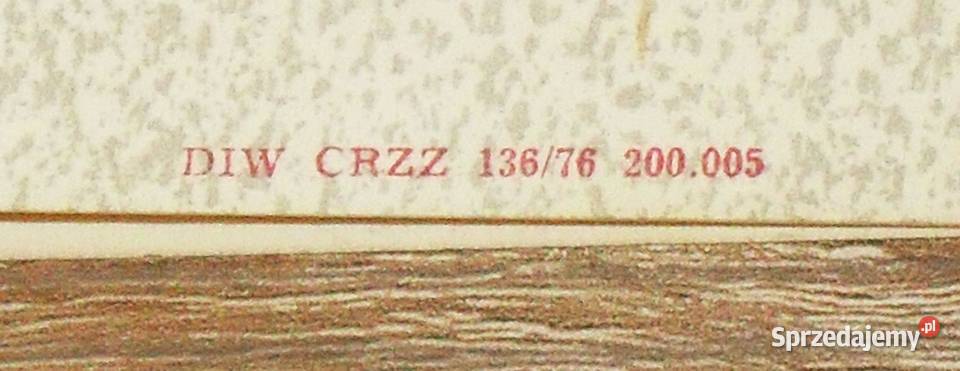 DIW CRZZ 136/76 200.005
Sprzedajemy.pl